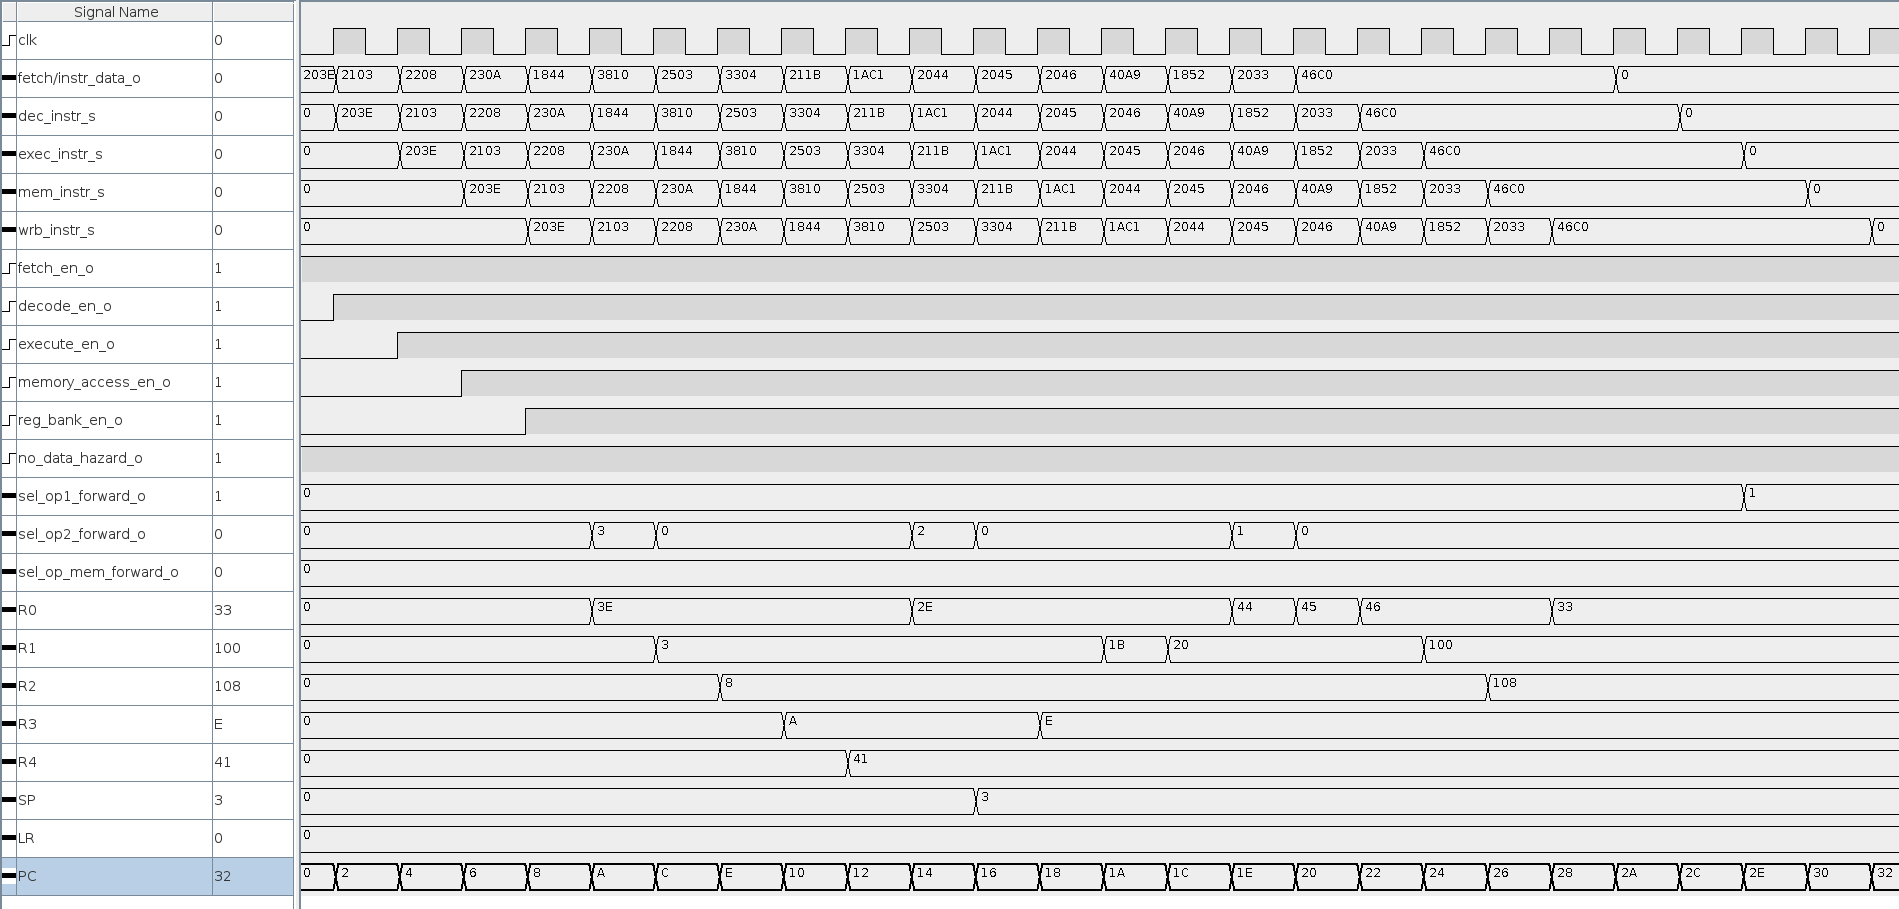 Signal Name
clk 0
fetch/instr_data_o 0 203E 2103 2208 230A 1844 3810 2503 3304 211B 1AC1 2044 2045 2046 40A9 1852 2033 46C0 0
dec_instr_s 0 0 203E 2103 2208 230A 1844 3810 2503 3304 211B 1AC1 2044 2045 2046 40A9 1852 2033 46C0 0
exec_instr_s 0 0 203E 2103 2208 230A 1844 3810 2503 3304 211B 1AC1 2044 2045 2046 40A9 1852 2033 46C0 0
mem_instr_s 0 0 203E 2103 2208 230A 1844 3810 2503 3304 211B 1AC1 2044 2045 2046 40A9 1852 2033 46C0 0
wrb_instr_s 0 0 203E 2103 2208 230A 1844 3810 2503 3304 211B 1AC1 2044 2045 2046 40A9 1852 2033 46C0 0
fetch_en_o 1
decode_en_o 1
execute_en_o 1
memory_access_en_o 1
reg_bank_en_o 1
no_data_hazard_o 1
sel_op1_forward_o 1 0 1
sel_op2_forward_o 0 0 3 0 2 0 1 0
sel_op_mem_forward_o 0 0
R0 33 0 3E 2E 44 45 46 33
R1 100 0 3 1B 20 100
R2 108 0 8 108
R3 E 0 A E
R4 41 0 41
SP 3 0 3
LR 0 0
PC 32 0 2 4 6 8 A C E 10 12 14 16 18 1A 1C 1E 20 22 24 26 28 2A 2C 2E 30 32